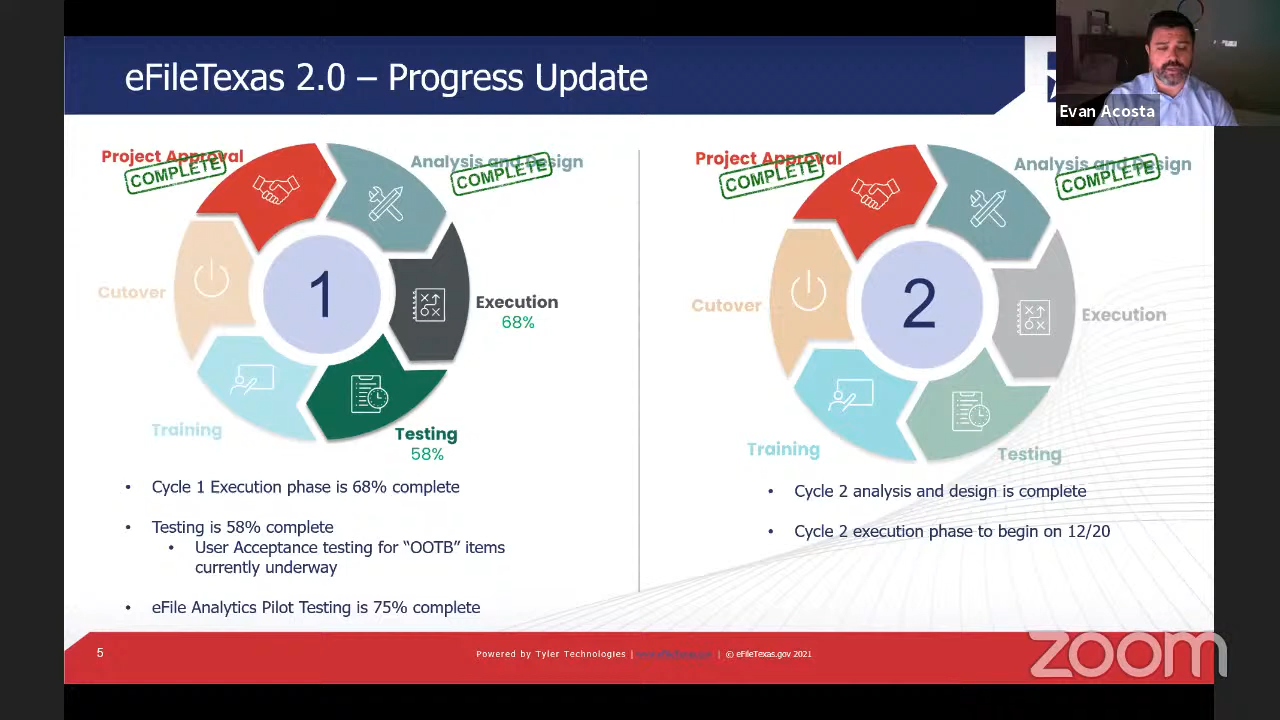 eFileTexas 2.0 – Progress Update
Evan Acosta
Project Approval
COMPLETE
Analysis and Design
COMPLETE
Cutover
1
Execution
68%
Training
Testing
58%
• Cycle 1 Execution phase is 68% complete
• Testing is 58% complete
• User Acceptance testing for “OOTB” items
currently underway
• eFile Analytics Pilot Testing is 75% complete
Project Approval
COMPLETE
Analysis and Design
COMPLETE
Cutover
2
Execution
Training
Testing
• Cycle 2 analysis and design is complete
• Cycle 2 execution phase to begin on 12/20
5
Powered by Tyler Technologies | | © eFileTexas.gov 2021
zoom